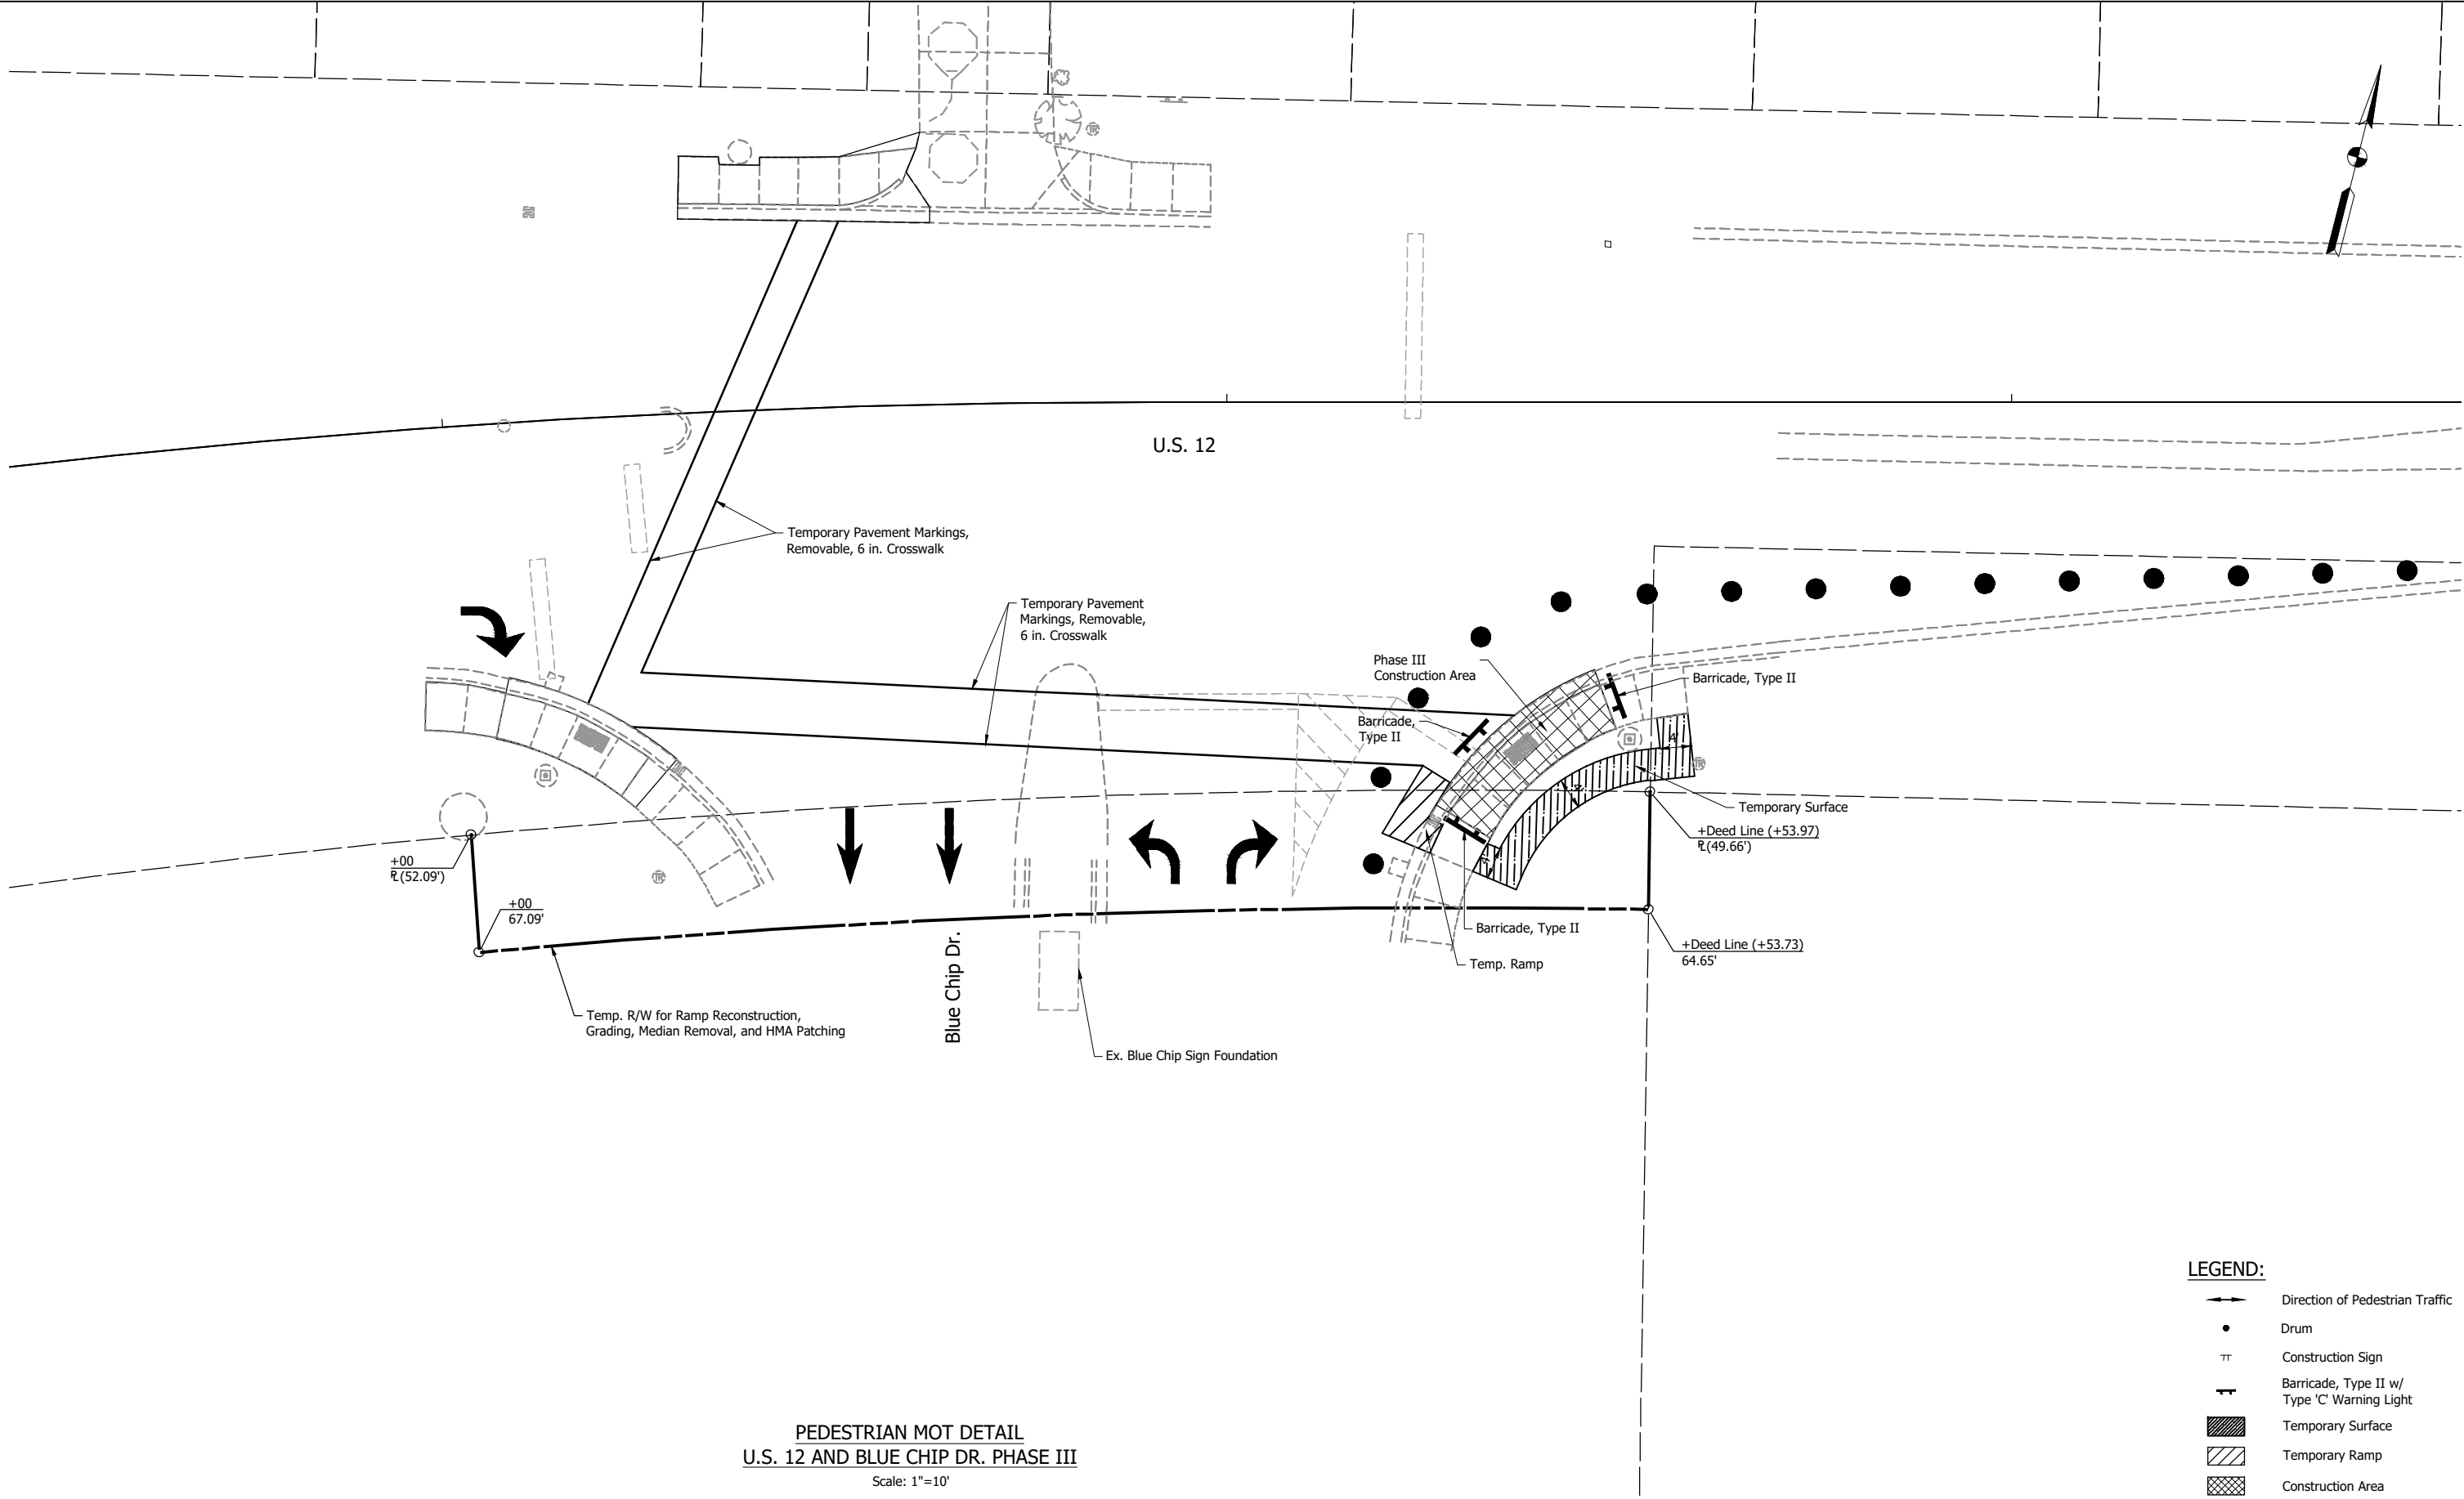 U.S. 12
Temporary Pavement Markings,
Removable, 6 in. Crosswalk
Temporary Pavement
Markings, Removable,
6 in. Crosswalk
Phase III
Construction Area
Barricade, Type II
Barricade,
Type II
4'
4'
4'
Temporary Surface
+Deed Line (+53.97)
℄(49.66')
+00
℄(52.09')
+00
67.09'
Barricade, Type II
+Deed Line (+53.73)
64.65'
Temp. Ramp
Blue Chip Dr.
Temp. R/W for Ramp Reconstruction,
Grading, Median Removal, and HMA Patching
Ex. Blue Chip Sign Foundation
LEGEND:
Direction of Pedestrian Traffic
Drum
Construction Sign
Barricade, Type II w/
Type 'C' Warning Light
Temporary Surface
Temporary Ramp
Construction Area
PEDESTRIAN MOT DETAIL
U.S. 12 AND BLUE CHIP DR. PHASE III
Scale: 1"=10'